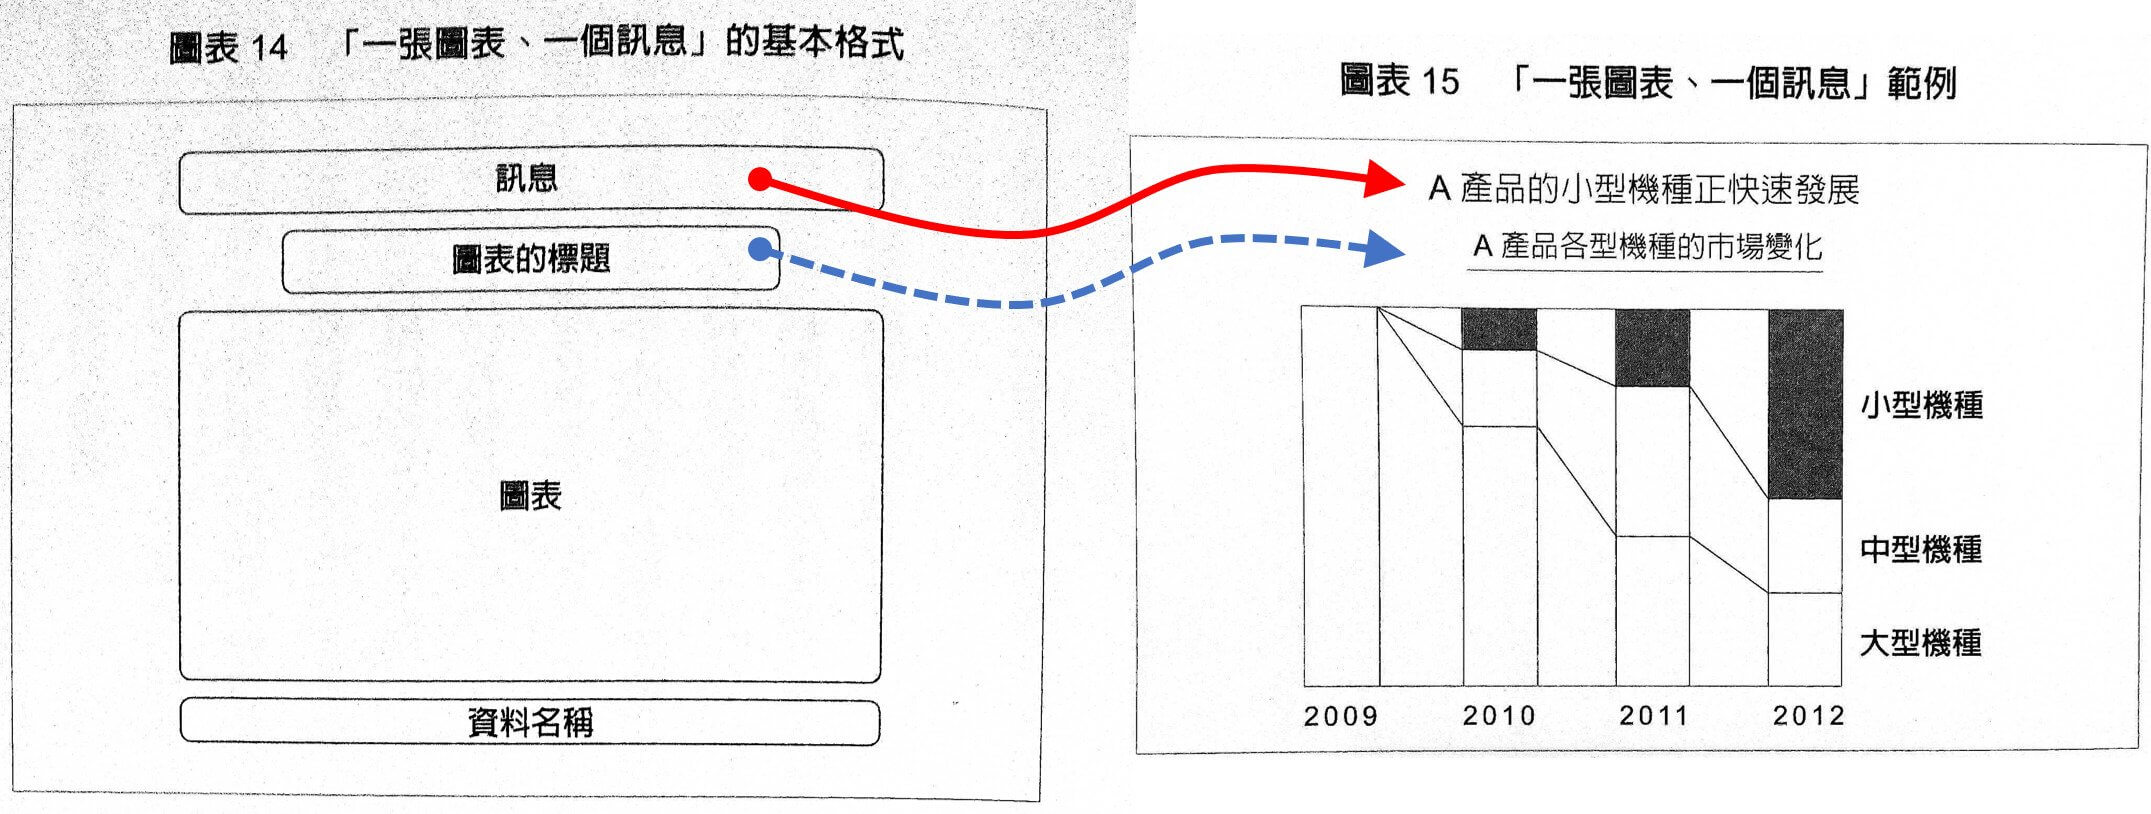 圖表 14 「一張圖表、一個訊息」的基本格式
訊息
圖表的標題
圖表
資料名稱
圖表 15 「一張圖表、一個訊息」範例
A 產品的小型機種正快速發展
A 產品各型機種的市場變化
小型機種
中型機種
大型機種
2009 2010 2011 2012